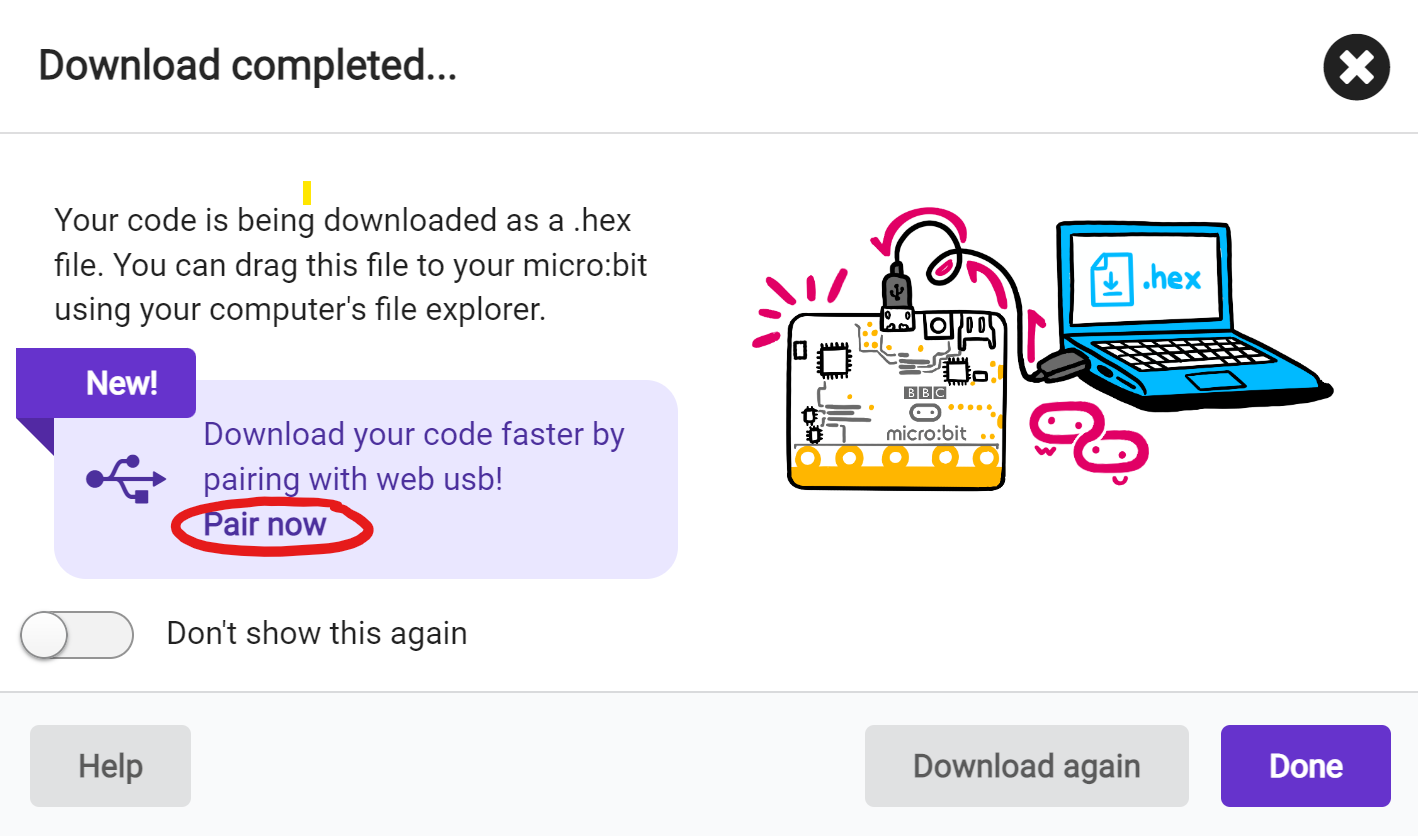 Download completed...
Your code is being downloaded as a .hex
file. You can drag this file to your micro:bit
using your computer's file explorer.
New!
Download your code faster by
pairing with web usb!
Pair now
Don't show this again
.hex
BBC
micro:bit
Help
Download again
Done